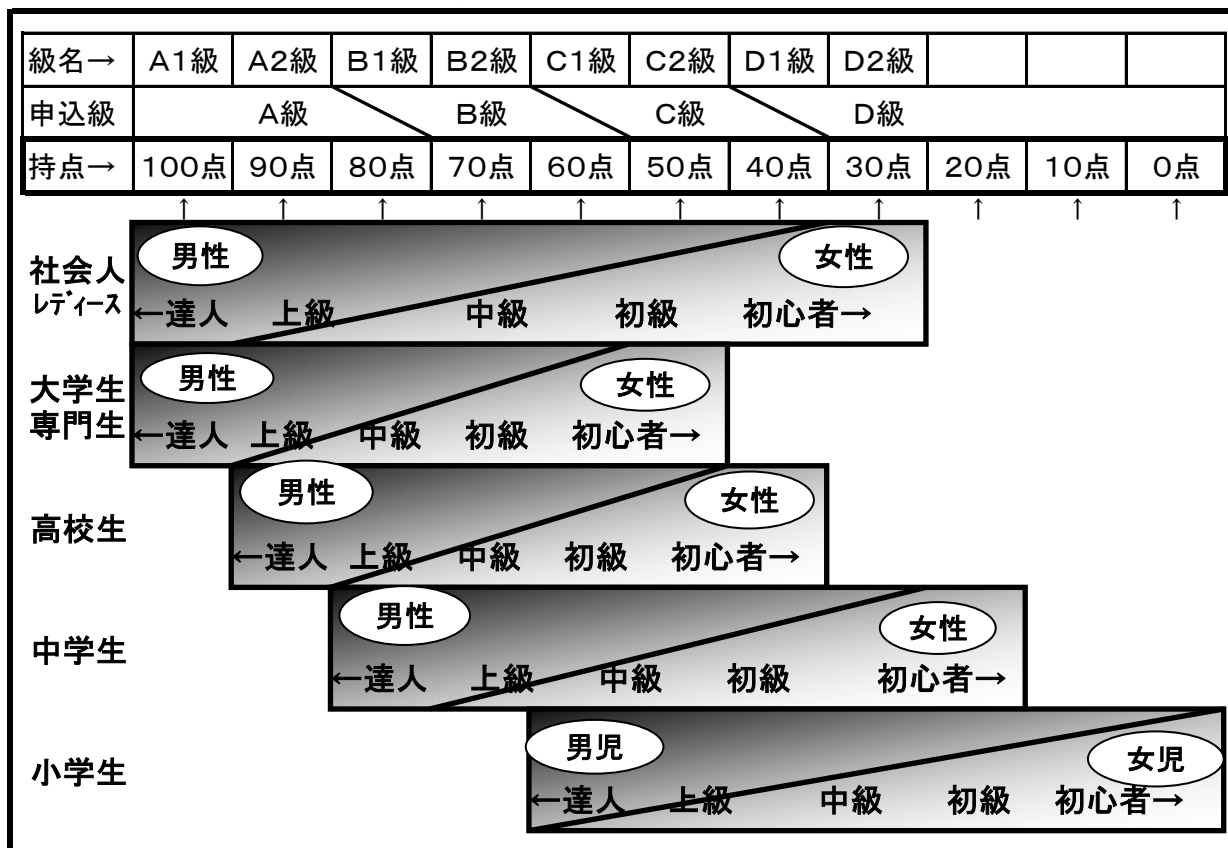 級名→ A1級 A2級 B1級 B2級 C1級 C2級 D1級 D2級
申込級 A級 B級 C級 D級
持点→ 100点 90点 80点 70点 60点 50点 40点 30点 20点 10点 0点
↑ ↑ ↑ ↑ ↑ ↑ ↑ ↑ ↑ ↑ ↑
男性 女性
社会人
レディース
←達人 上級 中級 初級 初心者→
男性 女性
大学生
専門生
←達人 上級 中級 初級 初心者→
男性 女性
高校生
←達人 上級 中級 初級 初心者→
男性 女性
中学生
←達人 上級 中級 初級 初心者→
男児 女児
小学生
←達人 上級 中級 初級 初心者→